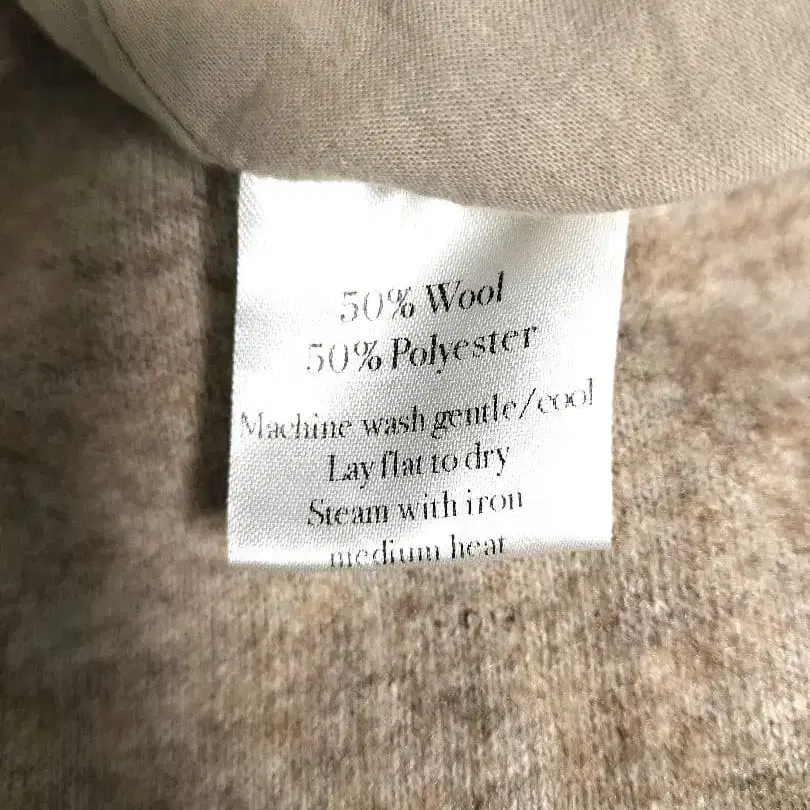 50% Wool
50% Polyester
Machine wash gentle/cool
Lay flat to dry
Steam with iron
medium heat